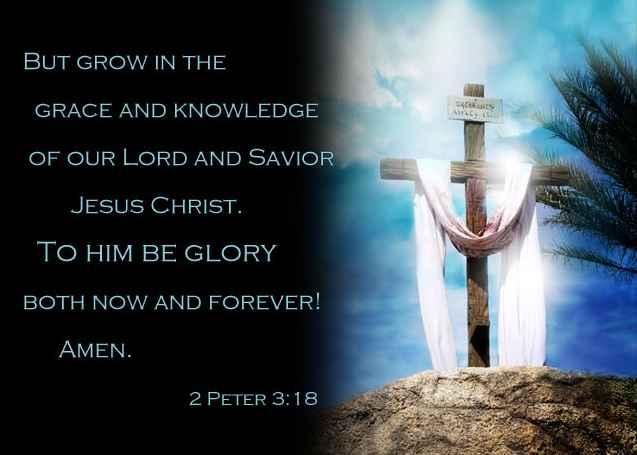 But grow in the
grace and knowledge
of our Lord and Savior
Jesus Christ.
To him be glory
both now and forever!
Amen.
2 Peter 3:18